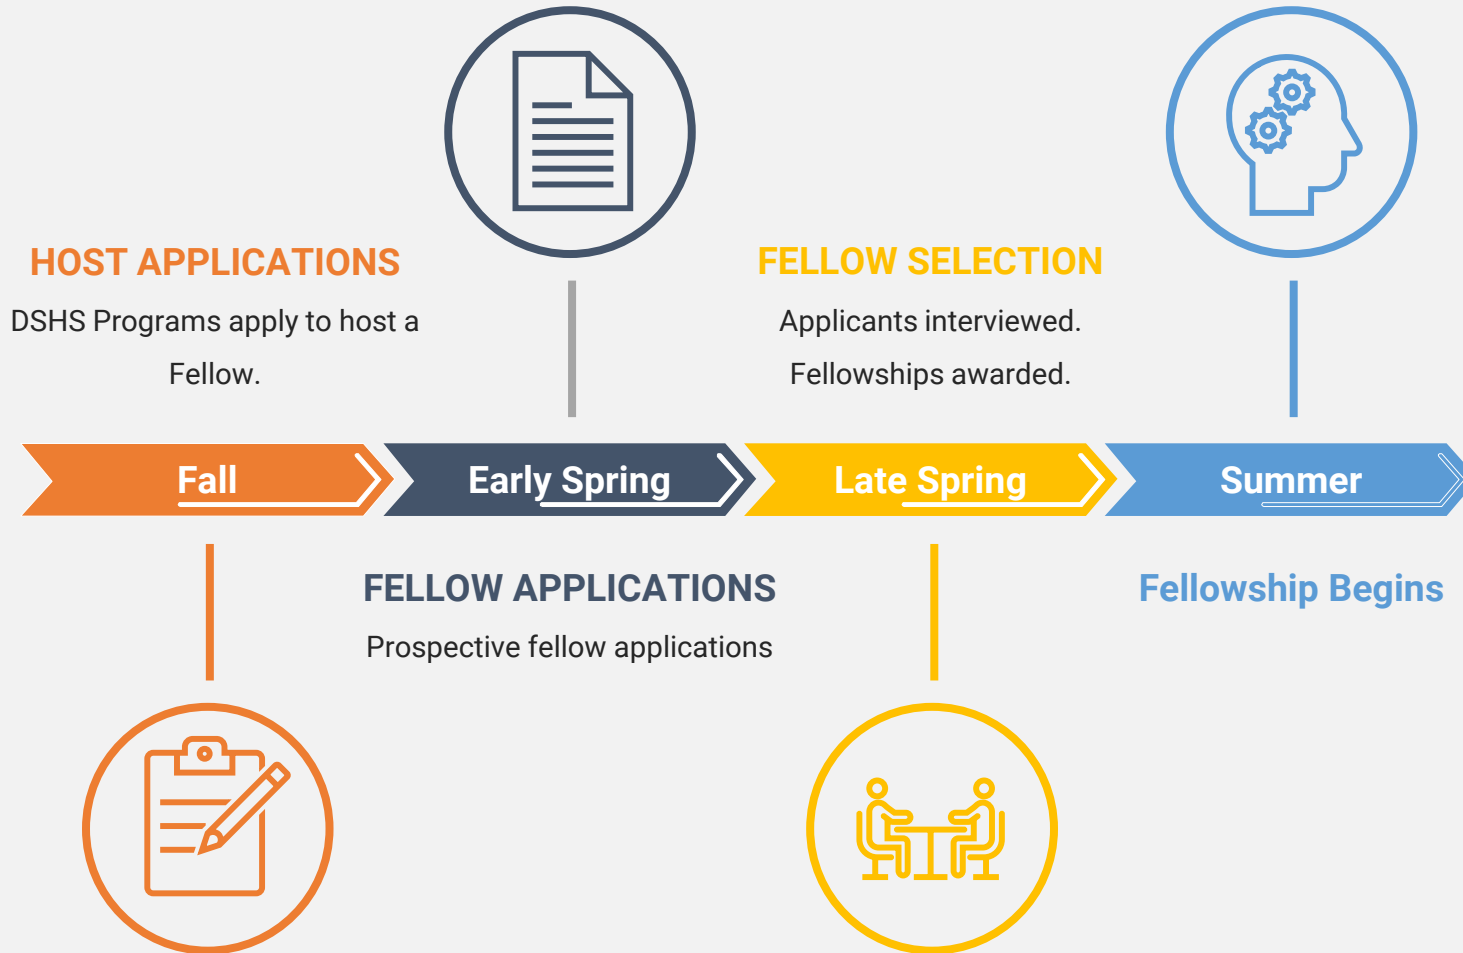 HOST APPLICATIONS
DSHS Programs apply to host a
Fellow.
FELLOW SELECTION
Applicants interviewed.
Fellowships awarded.
Fall
Early Spring
Late Spring
Summer
FELLOW APPLICATIONS
Prospective fellow applications
Fellowship Begins